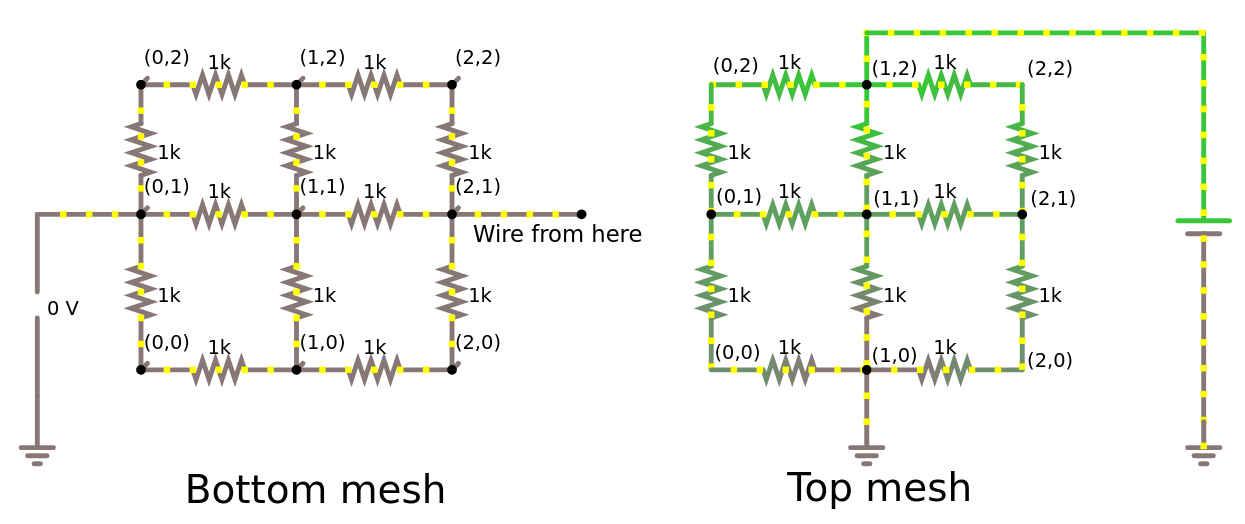 (0,2) 1k (1,2) 1k (2,2)
1k 1k 1k
(0,1) 1k (1,1) 1k (2,1)
Wire from here
1k 1k 1k
0 V
(0,0) 1k (1,0) 1k (2,0)
Bottom mesh
(0,2) 1k (1,2) 1k (2,2)
1k 1k 1k
(0,1) 1k (1,1) 1k (2,1)
1k 1k 1k
(0,0) 1k (1,0) 1k (2,0)
Top mesh